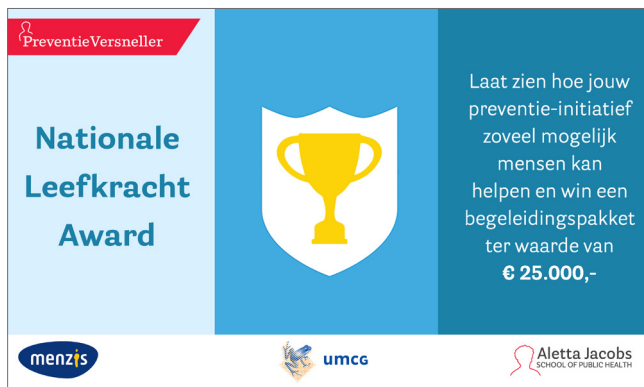 PreventieVersneller
Nationale
Leefkracht
Award
Laat zien hoe jouw
preventie-initiatief
zoveel mogelijk
mensen kan
helpen en win een
begeleidingspakket
ter waarde van
€ 25.000,-
menzis
umcg
Aletta Jacobs
SCHOOL OF PUBLIC HEALTH